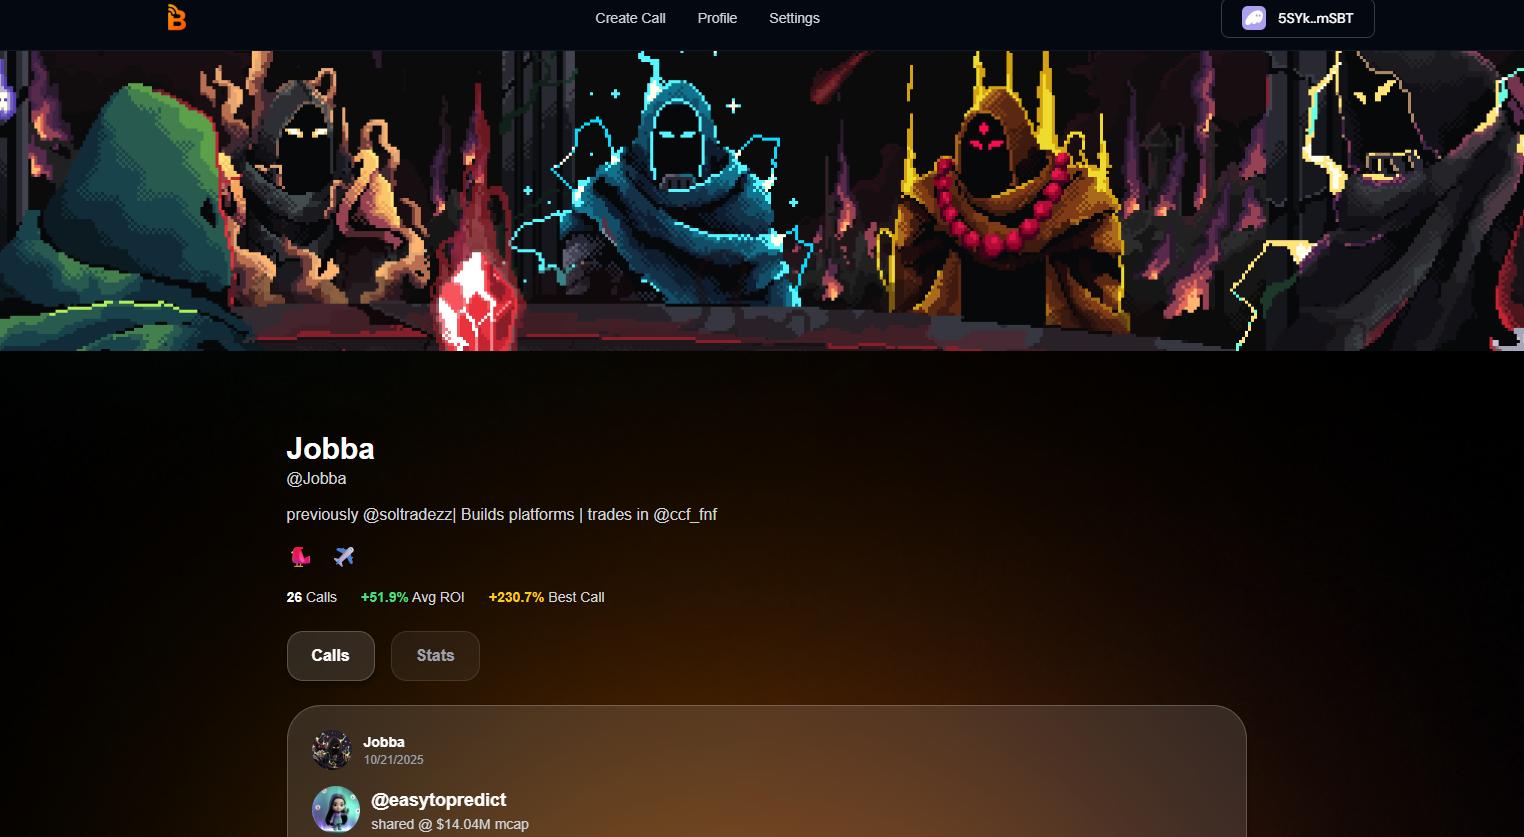 Create Call Profile Settings 5SYk..mSBT
Jobba
@Jobba
previously @soltradezz| Builds platforms | trades in @ccf_fnf
26 Calls +51.9% Avg ROI +230.7% Best Call
Calls Stats
Jobba
10/21/2025
@easytopredict
shared @ $14.04M mcap